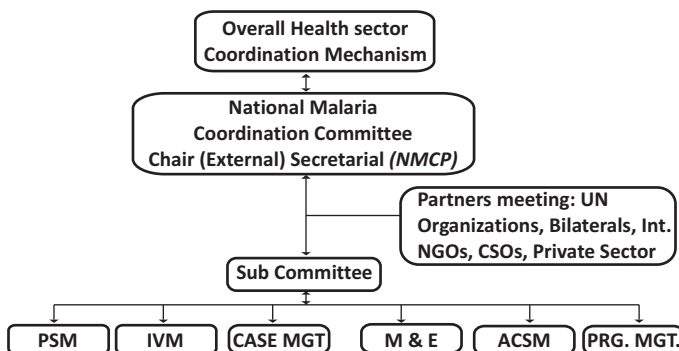 Overall Health sector
Coordination Mechanism
National Malaria
Coordination Committee
Chair (External) Secretarial (NMCP)
Partners meeting: UN
Organizations, Bilaterals, Int.
NGOs, CSOs, Private Sector
Sub Committee
PSM
IVM
CASE MGT
M & E
ACSM
PRG. MGT.